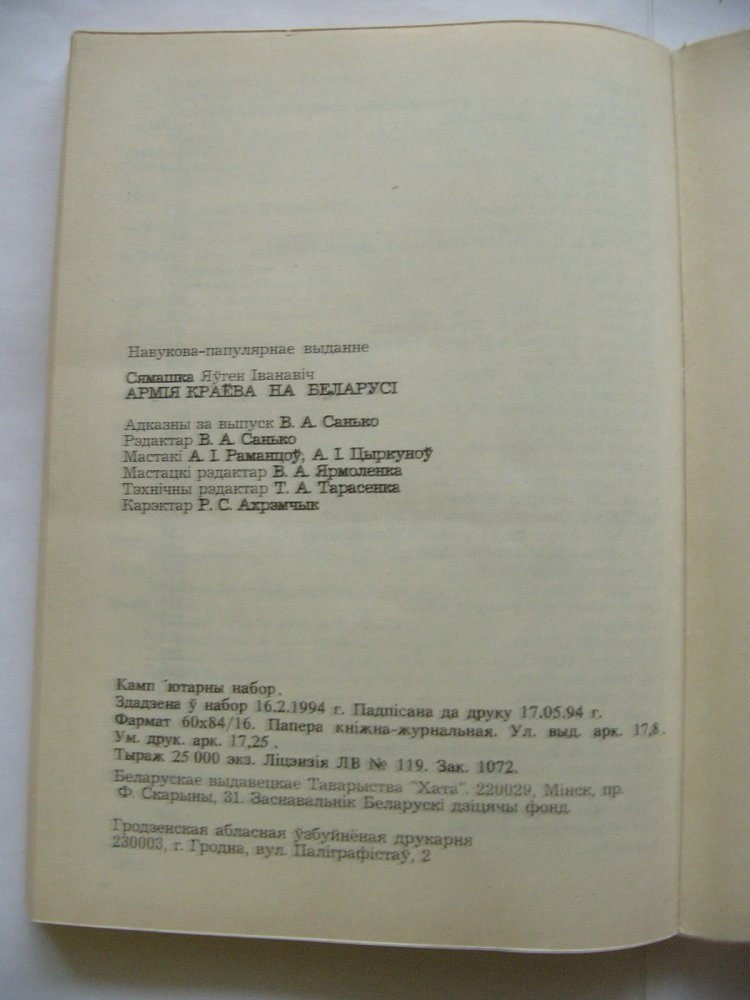 Навукова-папулярнае выданне
Сямашка Яўген Іванавіч
АРМІЯ КРАЁВА НА БЕЛАРУСІ
Адказны за выпуск В. А. Санько
Рэдактар В. А. Санько
Мастакі А. І. Раманцоў, А. І. Цыркуноў
Мастацкі рэдактар В. А. Ярмоленка
Тэхнічны рэдактар Т. А. Тарасенка
Карэктар Р. С. Ахрэмчык
Камп'ютарны набор.
Здадзена ў набор 16.2.1994 г. Падпісана да друку 17.05.94 г.
Фармат 60х84/16. Папера кніжна-журнальная. Ул. выд. арк. 17,8.
Ум. друк. арк. 17,25 .
Тыраж 25 000 экз. Ліцэнзія ЛВ № 119. Зак. 1072.
Беларускае выдавецкае Таварыства "Хата". 220029, Мінск, пр.
Ф. Скарыны, 31. Заснавальнік Беларускі дзіцячы фонд.
Гродзенская абласная ўзбуйнёная друкарня
230003, г. Гродна, вул. Паліграфістаў, 2